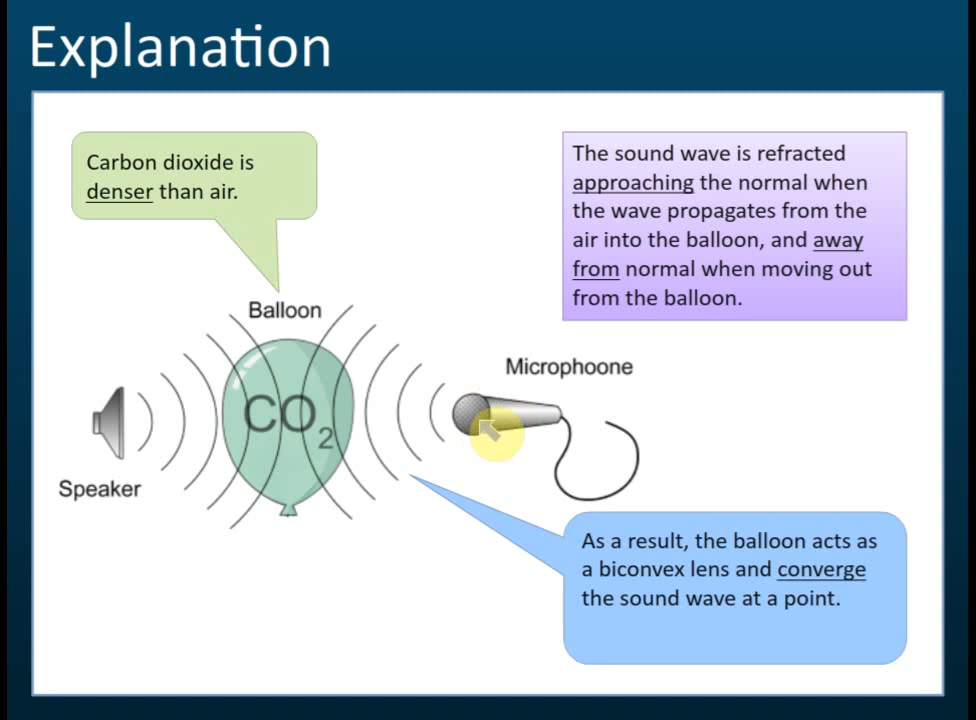 Explanation
Carbon dioxide is
denser than air.
The sound wave is refracted
approaching the normal when
the wave propagates from the
air into the balloon, and away
from normal when moving out
from the balloon.
Balloon
Microphoone
CO2
Speaker
As a result, the balloon acts as
a biconvex lens and converge
the sound wave at a point.